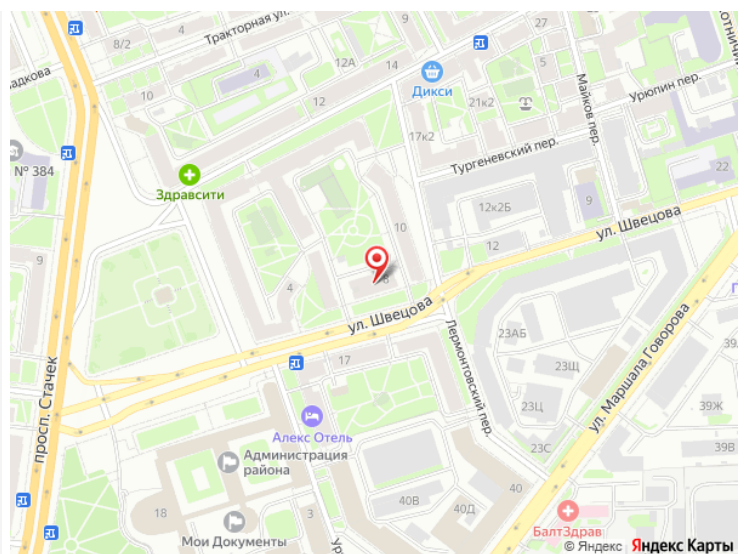 8
9
Тракторная ул.
8/2
12А
14
4
4
10
12
Дикси
21к2
5
Майков пер.
Урюпин пер.
17к2
Тургеневский пер.
№ 384
Здравсити
22
9
12к2Б
10
12
ул. Швецова
9
4
8
ул. Швецова
23АБ
Лермонтовский пер.
ул. Маршала Говорова
23Щ
17
23Ц
39Ж
просп. Стачек
Алекс Отель
Администрация
района
23С
39В
40
40В
40Д
18
3
Мои Документы
БалтЗдрав
© Яндекс Яндекс Карты